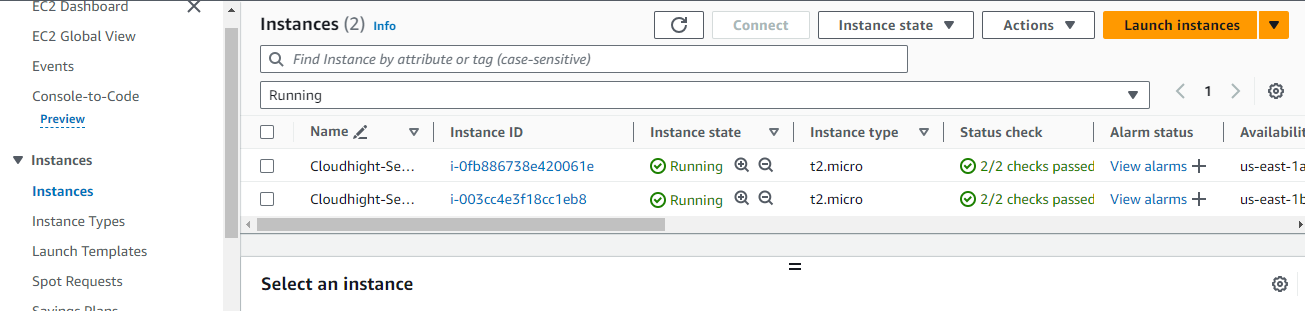 EC2 Dashboard
EC2 Global View
Events
Console-to-Code
Preview
Instances
Instances
Instance Types
Launch Templates
Spot Requests
Savings Plans
Instances (2) Info
Connect
Instance state
Actions
Launch instances
Find Instance by attribute or tag (case-sensitive)
Running
1
Name Instance ID Instance state Instance type Status check Alarm status Availabili
Cloudhight-Se... i-0fb886738e420061e Running t2.micro 2/2 checks passed View alarms us-east-1a
Cloudhight-Se... i-003cc4e3f18cc1eb8 Running t2.micro 2/2 checks passed View alarms us-east-1b
Select an instance